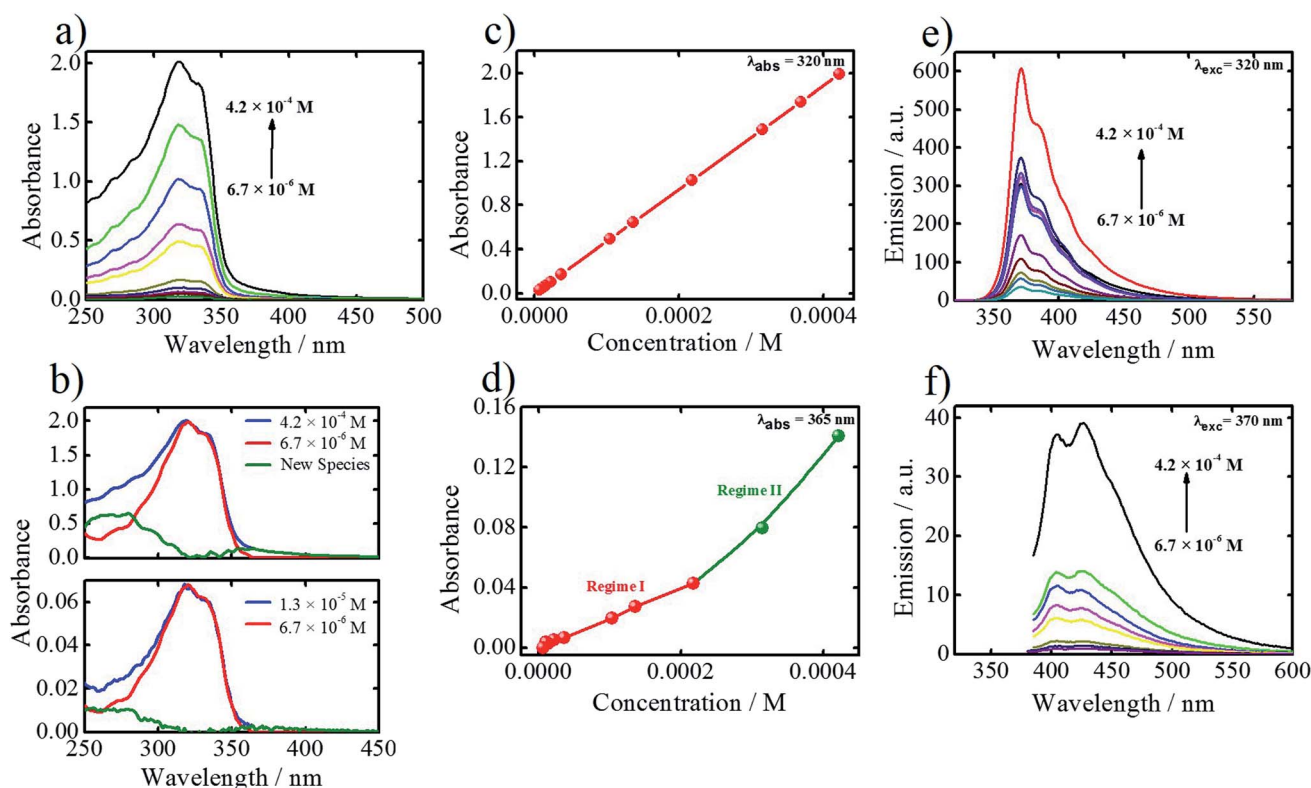 a)
2.0
1.5
1.0
0.5
0.0
250 300 350 400 450 500
Absorbance
Wavelength / nm
4.2 × 10⁻⁴ M
6.7 × 10⁻⁶ M
c)
λabs = 320 nm
2.0
1.6
1.2
0.8
0.4
0.0
0.0000 0.0002 0.0004
Absorbance
Concentration / M
e)
λexc = 320 nm
600
500
400
300
200
100
0
350 400 450 500 550
Emission / a.u.
Wavelength / nm
4.2 × 10⁻⁴ M
6.7 × 10⁻⁶ M
b)
2.0
1.5
1.0
0.5
0.0
4.2 × 10⁻⁴ M
6.7 × 10⁻⁶ M
New Species
0.06
0.04
0.02
0.00
1.3 × 10⁻⁵ M
6.7 × 10⁻⁶ M
250 300 350 400 450
Absorbance
Wavelength / nm
d)
λabs = 365 nm
0.16
0.12
0.08
0.04
0.00
Regime I
Regime II
0.0000 0.0002 0.0004
Absorbance
Concentration / M
f)
λexc = 370 nm
40
30
20
10
0
350 400 450 500 550 600
Emission / a.u.
Wavelength / nm
4.2 × 10⁻⁴ M
6.7 × 10⁻⁶ M